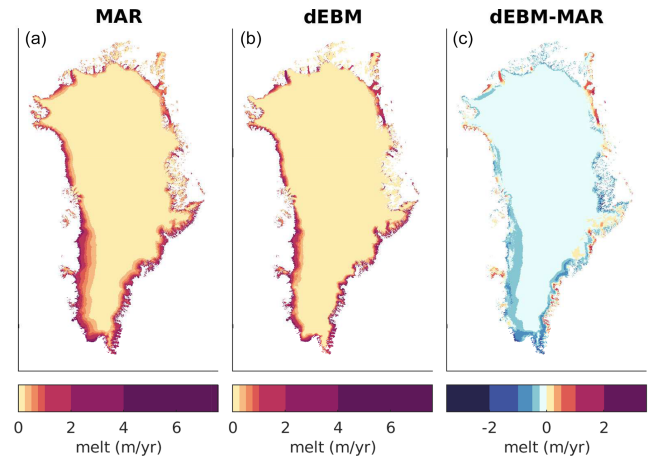 MAR dEBM dEBM-MAR
(a) (b) (c)
0 2 4 6 0 2 4 6 -2 0 2
melt (m/yr) melt (m/yr) melt (m/yr)